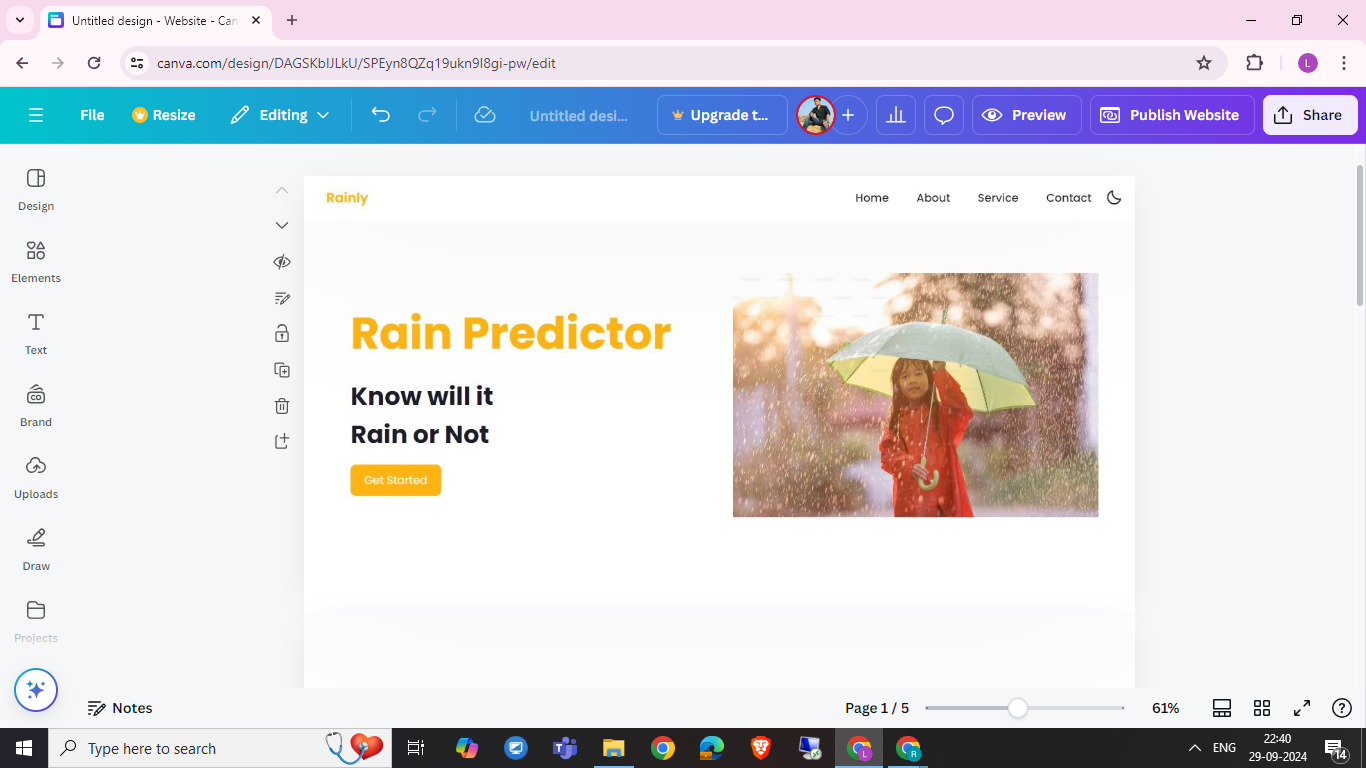 Untitled design - Website - Can
canva.com/design/DAGSKbIJLkU/SPEyn8QZq19ukn9I8gi-pw/edit
L
File
Resize
Editing
Untitled desi...
Upgrade t...
Preview
Publish Website
Share
Design
Elements
Text
Brand
Uploads
Draw
Projects
Rainly
Home
About
Service
Contact
Rain Predictor
Know will it
Rain or Not
Get Started
Notes
Page 1 / 5
61%
Type here to search
L
R
ENG
22:40
29-09-2024
14